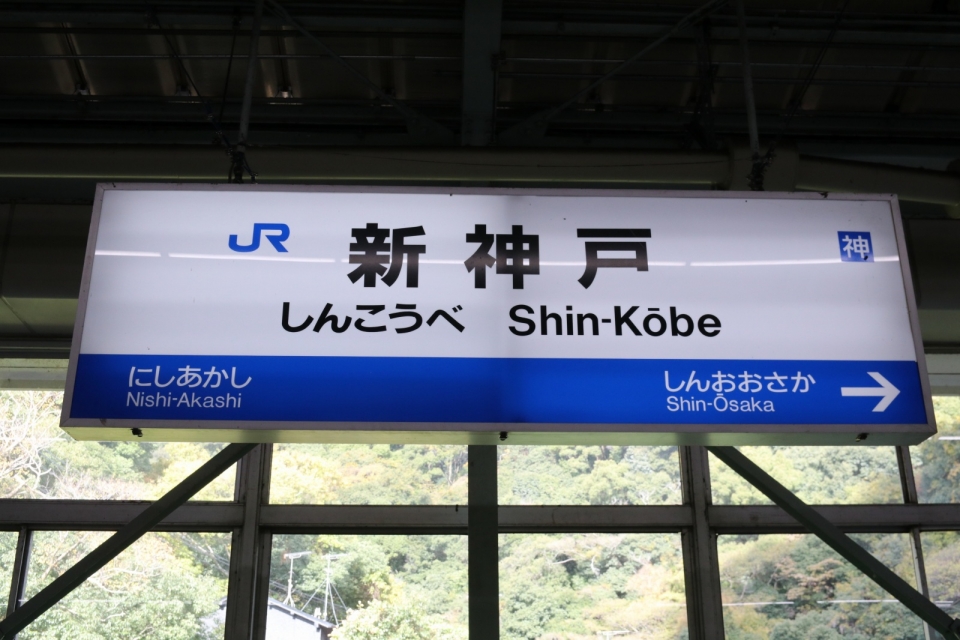 JR 新神戸 神
しんこうべ Shin-Kōbe
にしあかし しんおおさか →
Nishi-Akashi Shin-Ōsaka